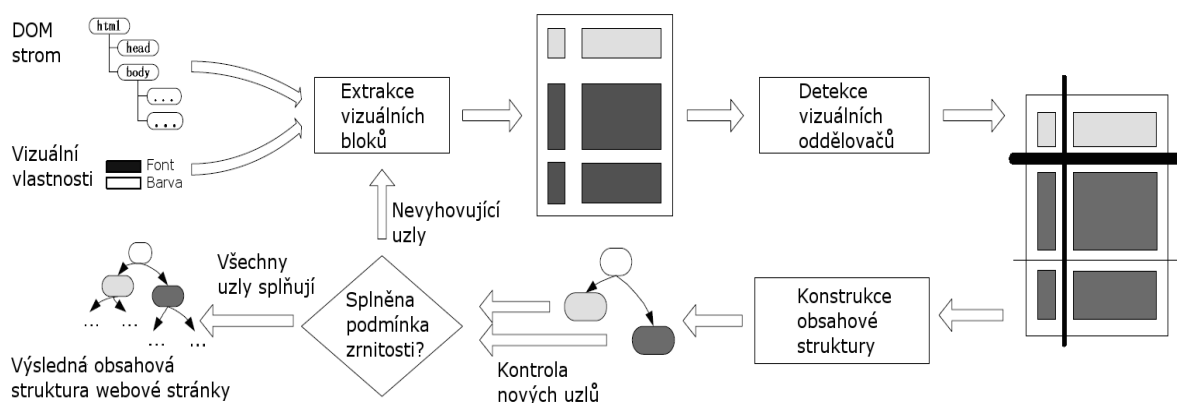 DOM
strom
html
head
body
...
...
Vizuální
vlastnosti
Font
Barva
Extrakce
vizuálních
bloků
Detekce
vizuálních
oddělovačů
Nevyhovující
uzly
Konstrukce
obsahové
struktury
Kontrola
nových uzlů
Splněna
podmínka
zrnitosti?
Všechny
uzly splňují
... ...
... ...
Výsledná obsahová
struktura webové stránky